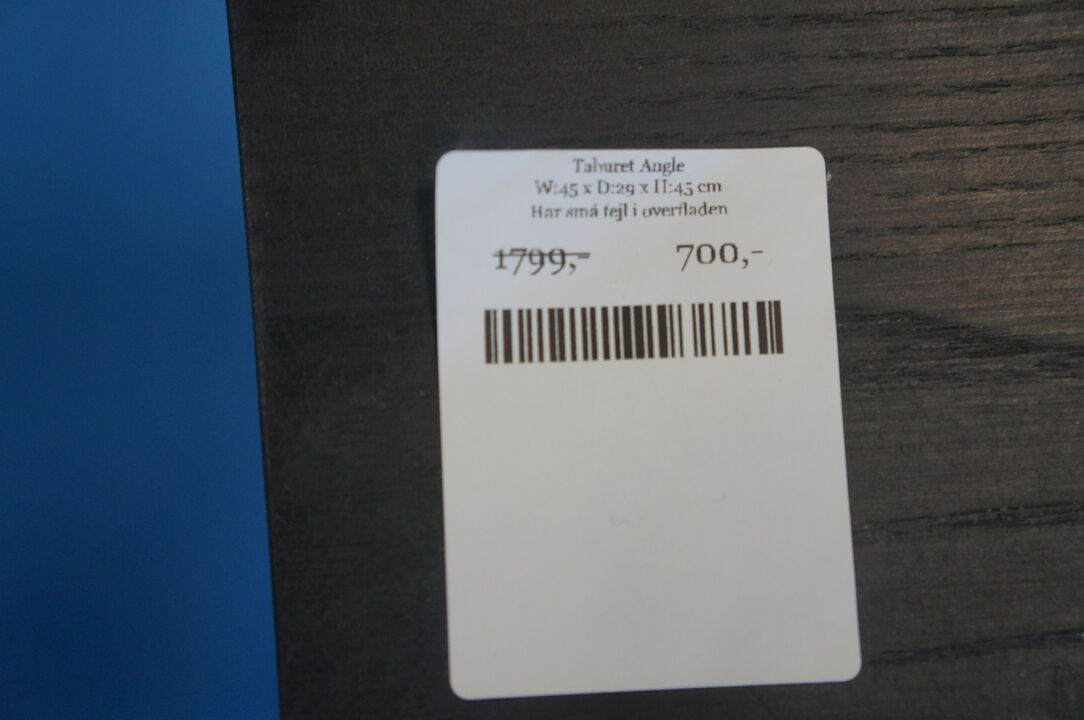 Taburet Angle
W:45 x D:29 x H:45 cm
Har små fejl i overfladen
1799,- 700,-